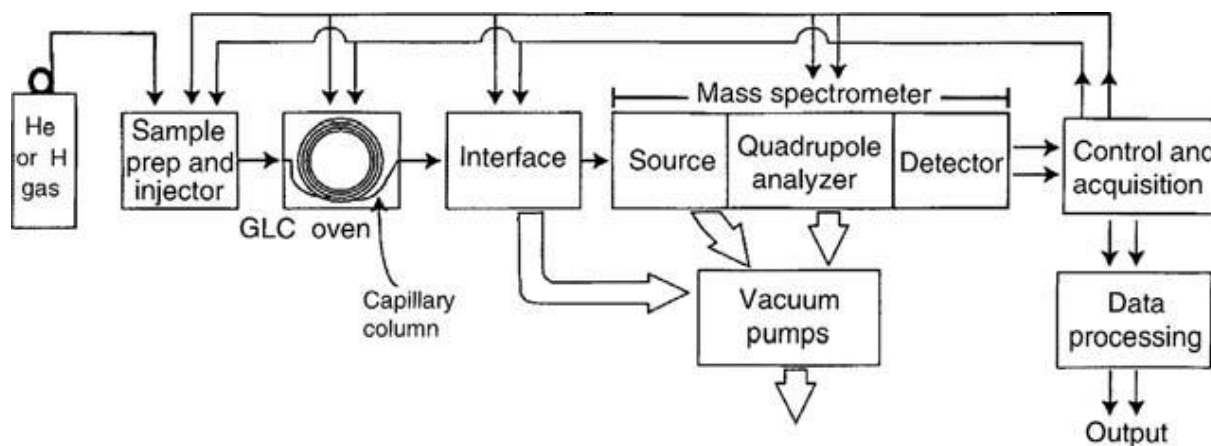 He
or H
gas
Sample
prep and
injector
GLC oven
Capillary
column
Interface
Mass spectrometer
Source
Quadrupole
analyzer
Detector
Vacuum
pumps
Control and
acquisition
Data
processing
Output